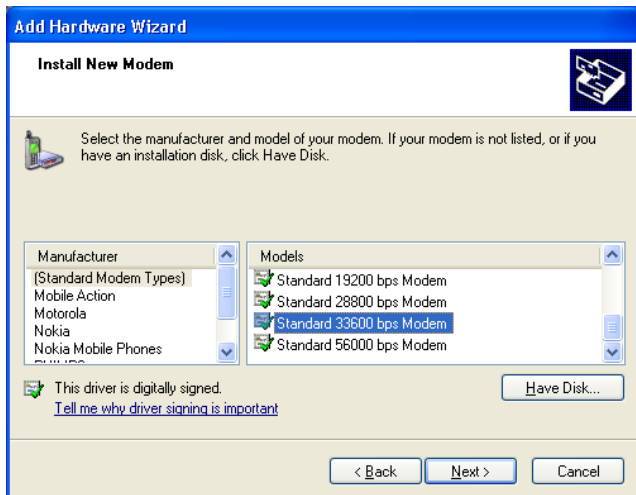 Add Hardware Wizard
Install New Modem
Select the manufacturer and model of your modem. If your modem is not listed, or if you
have an installation disk, click Have Disk.
Manufacturer
(Standard Modem Types)
Mobile Action
Motorola
Nokia
Nokia Mobile Phones
Models
Standard 19200 bps Modem
Standard 28800 bps Modem
Standard 33600 bps Modem
Standard 56000 bps Modem
This driver is digitally signed.
Tell me why driver signing is important
Have Disk...
< Back
Next >
Cancel